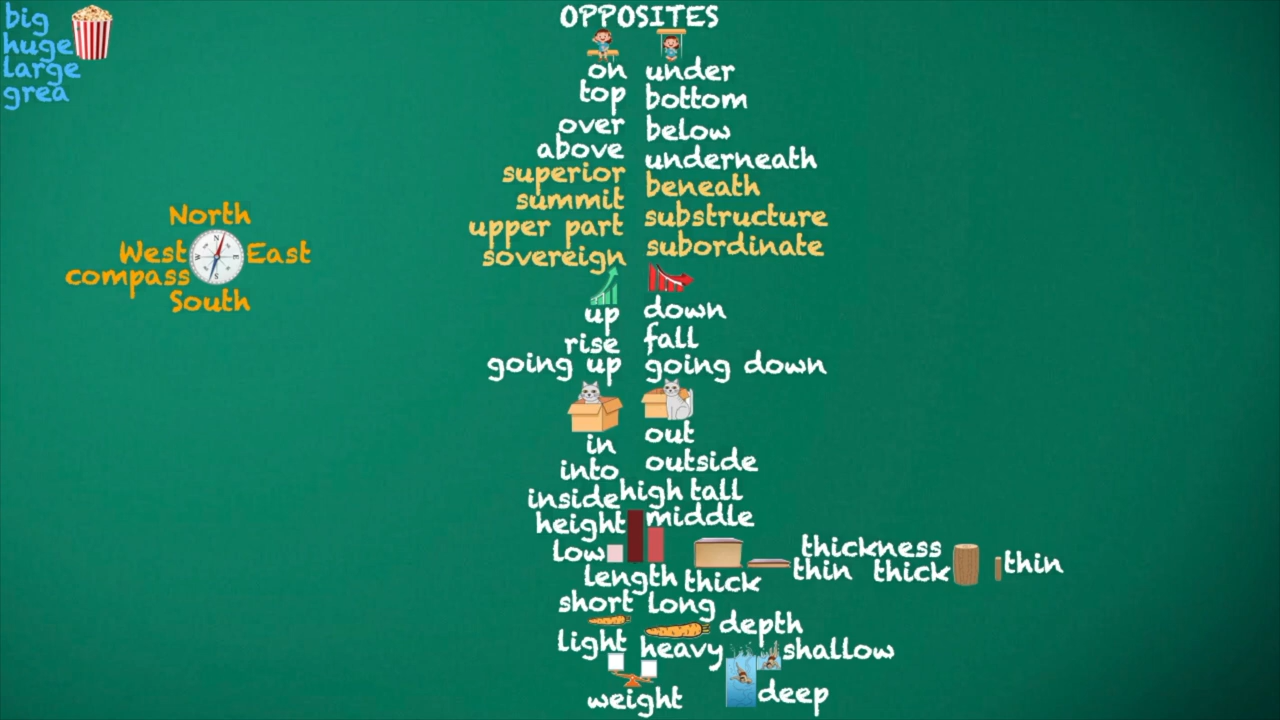 big
huge
large
grea
OPPOSITES
on under
top bottom
over below
above underneath
superior beneath
summit substructure
upper part subordinate
sovereign
North
West East
compass
South
N
W E
S
up down
rise fall
going up going down
in out
into outside
inside high tall
height middle
low
thickness
thin thick thin
length thick
short long
depth
light heavy shallow
weight deep